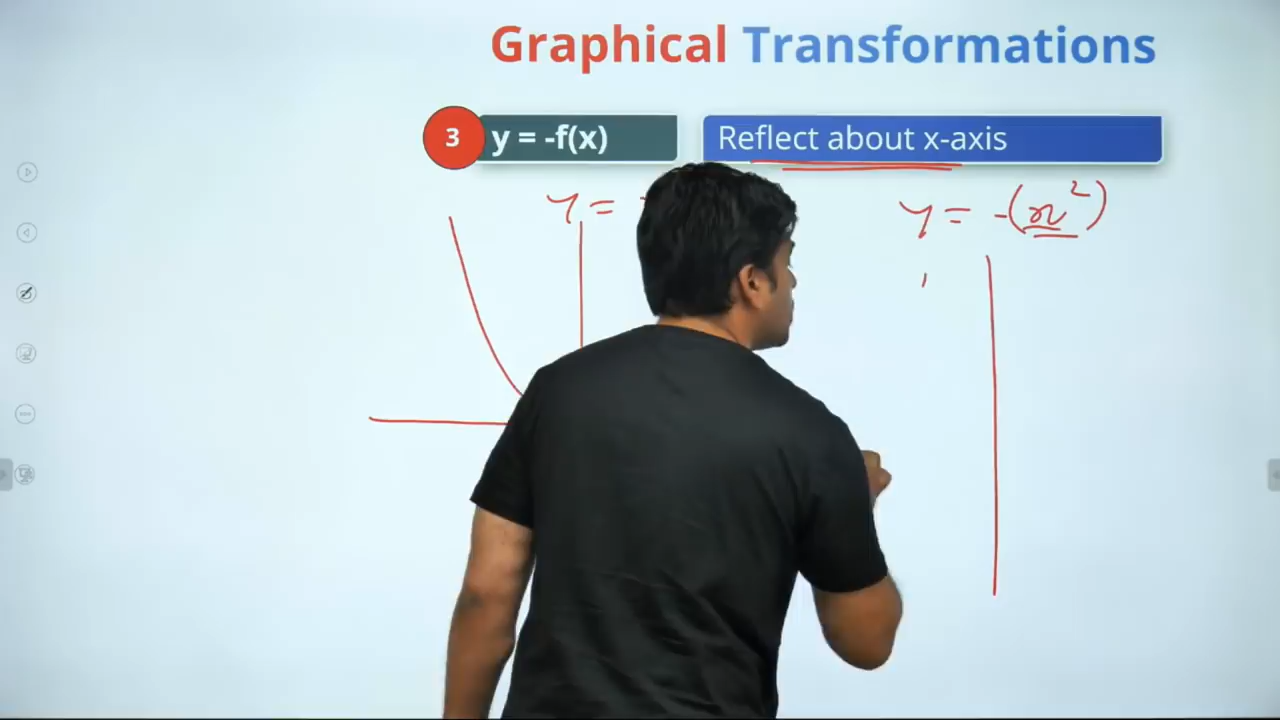 Graphical Transformations
3 y = -f(x) Reflect about x-axis
y = y = -(x²)